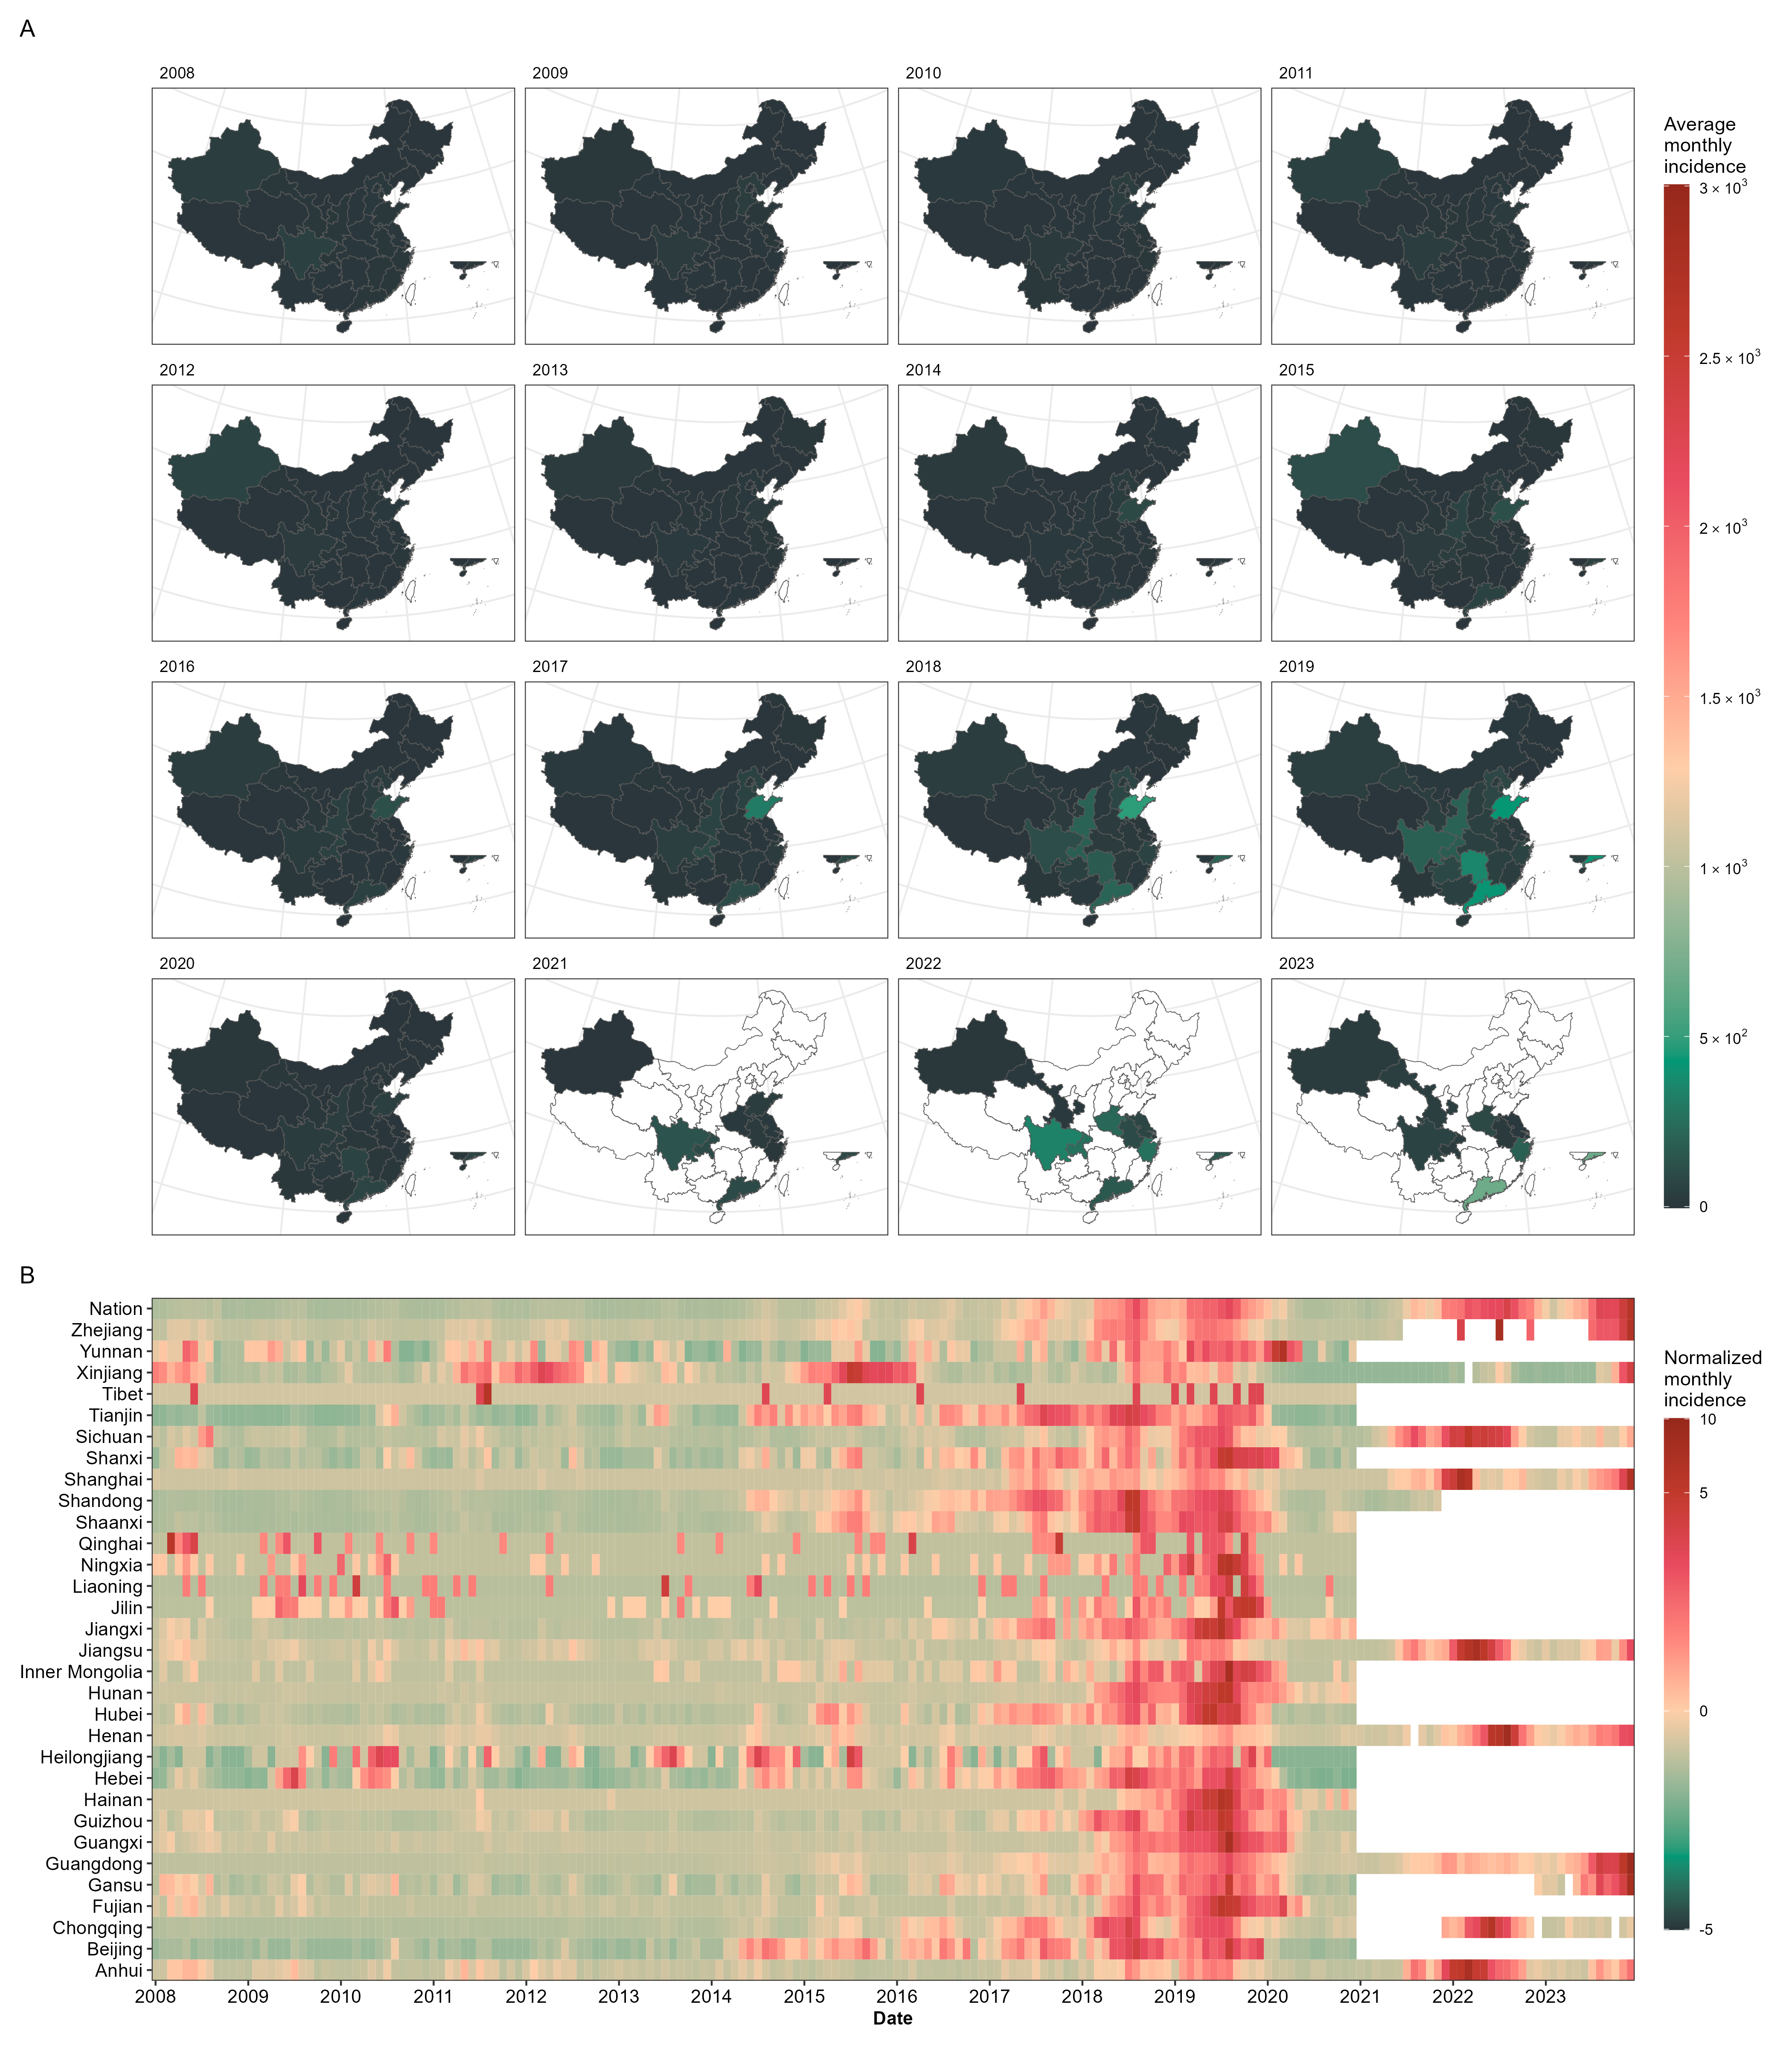 A
2008
2009
2010
2011
2012
2013
2014
2015
2016
2017
2018
2019
2020
2021
2022
2023
Average
monthly
incidence
3 × 10³
2.5 × 10³
2 × 10³
1.5 × 10³
1 × 10³
5 × 10²
0
B
Nation
Zhejiang
Yunnan
Xinjiang
Tibet
Tianjin
Sichuan
Shanxi
Shanghai
Shandong
Shaanxi
Qinghai
Ningxia
Liaoning
Jilin
Jiangxi
Jiangsu
Inner Mongolia
Hunan
Hubei
Henan
Heilongjiang
Hebei
Hainan
Guizhou
Guangxi
Guangdong
Gansu
Fujian
Chongqing
Beijing
Anhui
2008 2009 2010 2011 2012 2013 2014 2015 2016 2017 2018 2019 2020 2021 2022 2023
Date
Normalized
monthly
incidence
10
5
0
-5